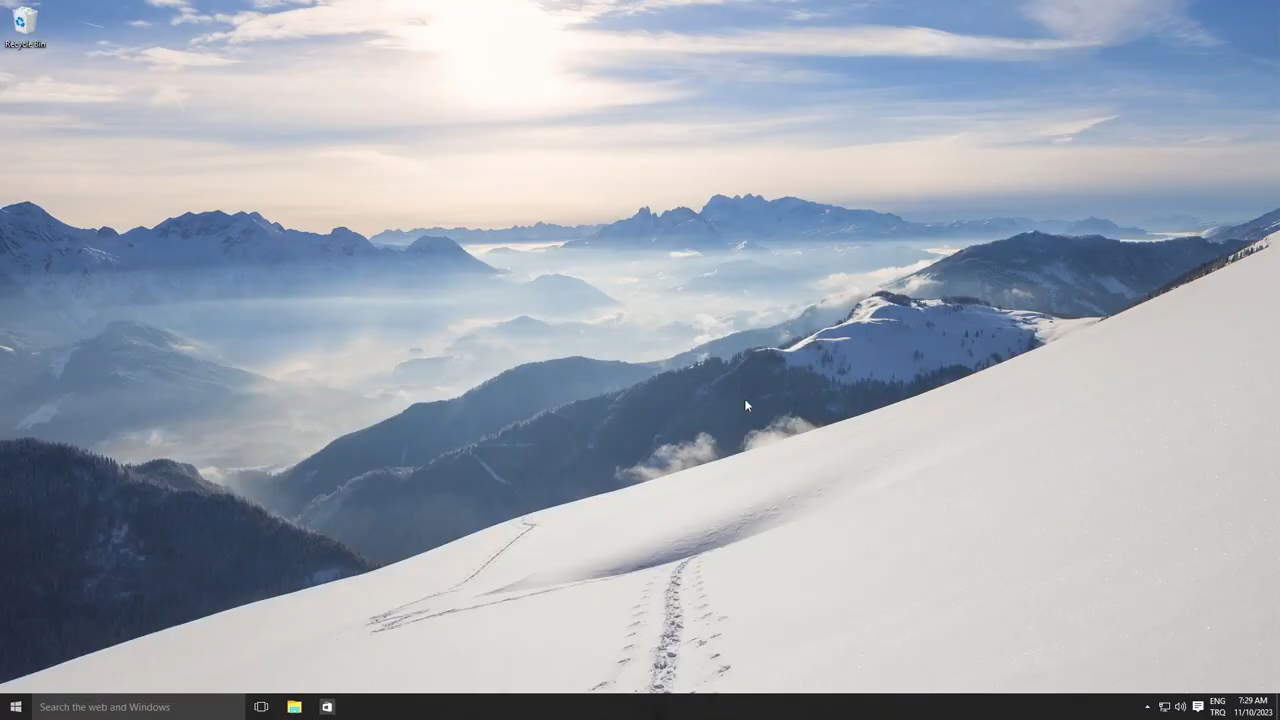 Recycle Bin
Search the web and Windows
ENG
TRQ
7:29 AM
11/10/2023